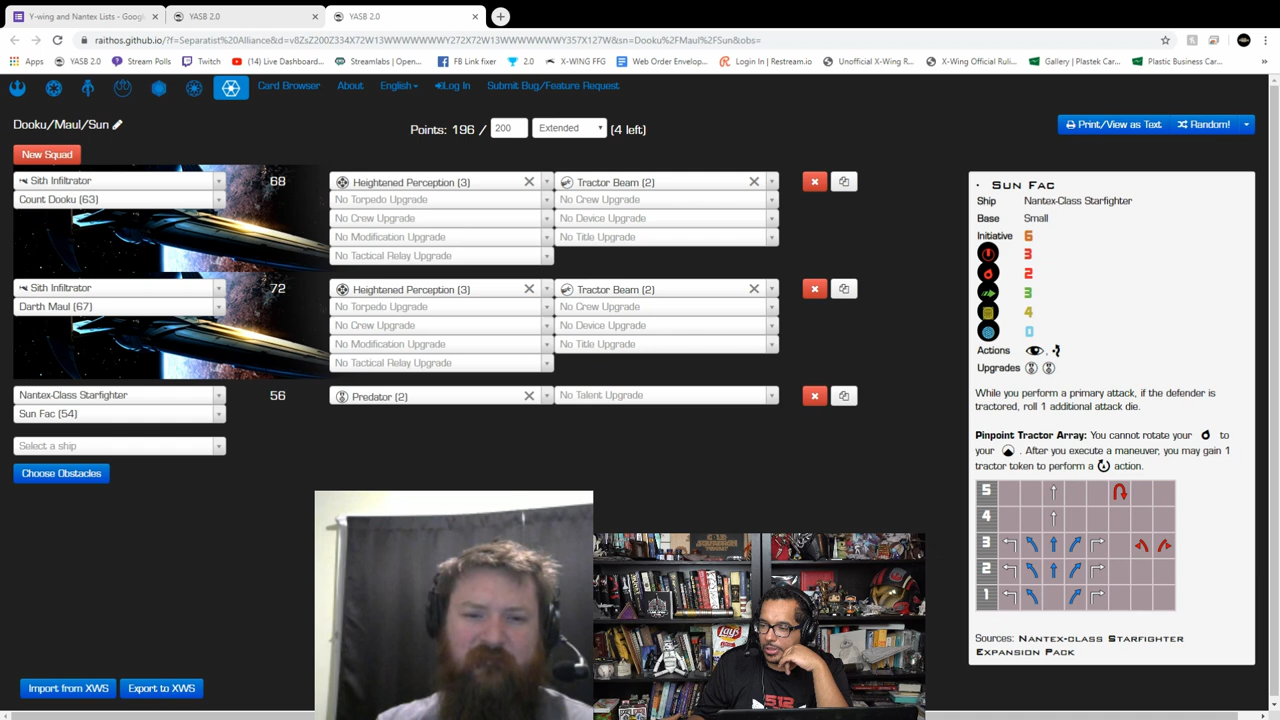 Y-wing and Nantex Lists - Googl
YASB 2.0
YASB 2.0
raithos.github.io/?f=Separatist%20Alliance&d=v8ZsZ200Z334X72W13WWWWWWWY272X72W13WWWWWWY357X127W&sn=Dooku%2FMaul%2FSun&obs=
Apps
YASB 2.0
Stream Polls
Twitch
(14) Live Dashboard...
Streamlabs | Open...
FB Link fixer
2.0
X-WING FFG
Web Order Envelop...
Login In | Restream.io
Unofficial X-Wing R...
X-Wing Official Ruli...
Gallery | Plastek Car...
Plastic Business Car...
Card Browser
About
English
Log In
Submit Bug/Feature Request
Dooku/Maul/Sun
Points: 196 / 200 Extended (4 left)
Print/View as Text
Random!
New Squad
Sith Infiltrator
68
Heightened Perception (3)
Tractor Beam (2)
Count Dooku (63)
No Torpedo Upgrade
No Crew Upgrade
No Crew Upgrade
No Device Upgrade
No Modification Upgrade
No Title Upgrade
No Tactical Relay Upgrade
Sith Infiltrator
72
Heightened Perception (3)
Tractor Beam (2)
Darth Maul (67)
No Torpedo Upgrade
No Crew Upgrade
No Crew Upgrade
No Device Upgrade
No Modification Upgrade
No Title Upgrade
No Tactical Relay Upgrade
Nantex-Class Starfighter
56
Predator (2)
No Talent Upgrade
Sun Fac (54)
Select a ship
Choose Obstacles
Import from XWS
Export to XWS
· Sun Fac
Ship Nantex-Class Starfighter
Base Small
Initiative 6
3
2
3
4
0
Actions
Upgrades
While you perform a primary attack, if the defender is
tractored, roll 1 additional attack die.
Pinpoint Tractor Array: You cannot rotate your to
your . After you execute a maneuver, you may gain 1
tractor token to perform a action.
5
4
3
2
1
Sources: Nantex-class Starfighter
Expansion Pack
Lays
512